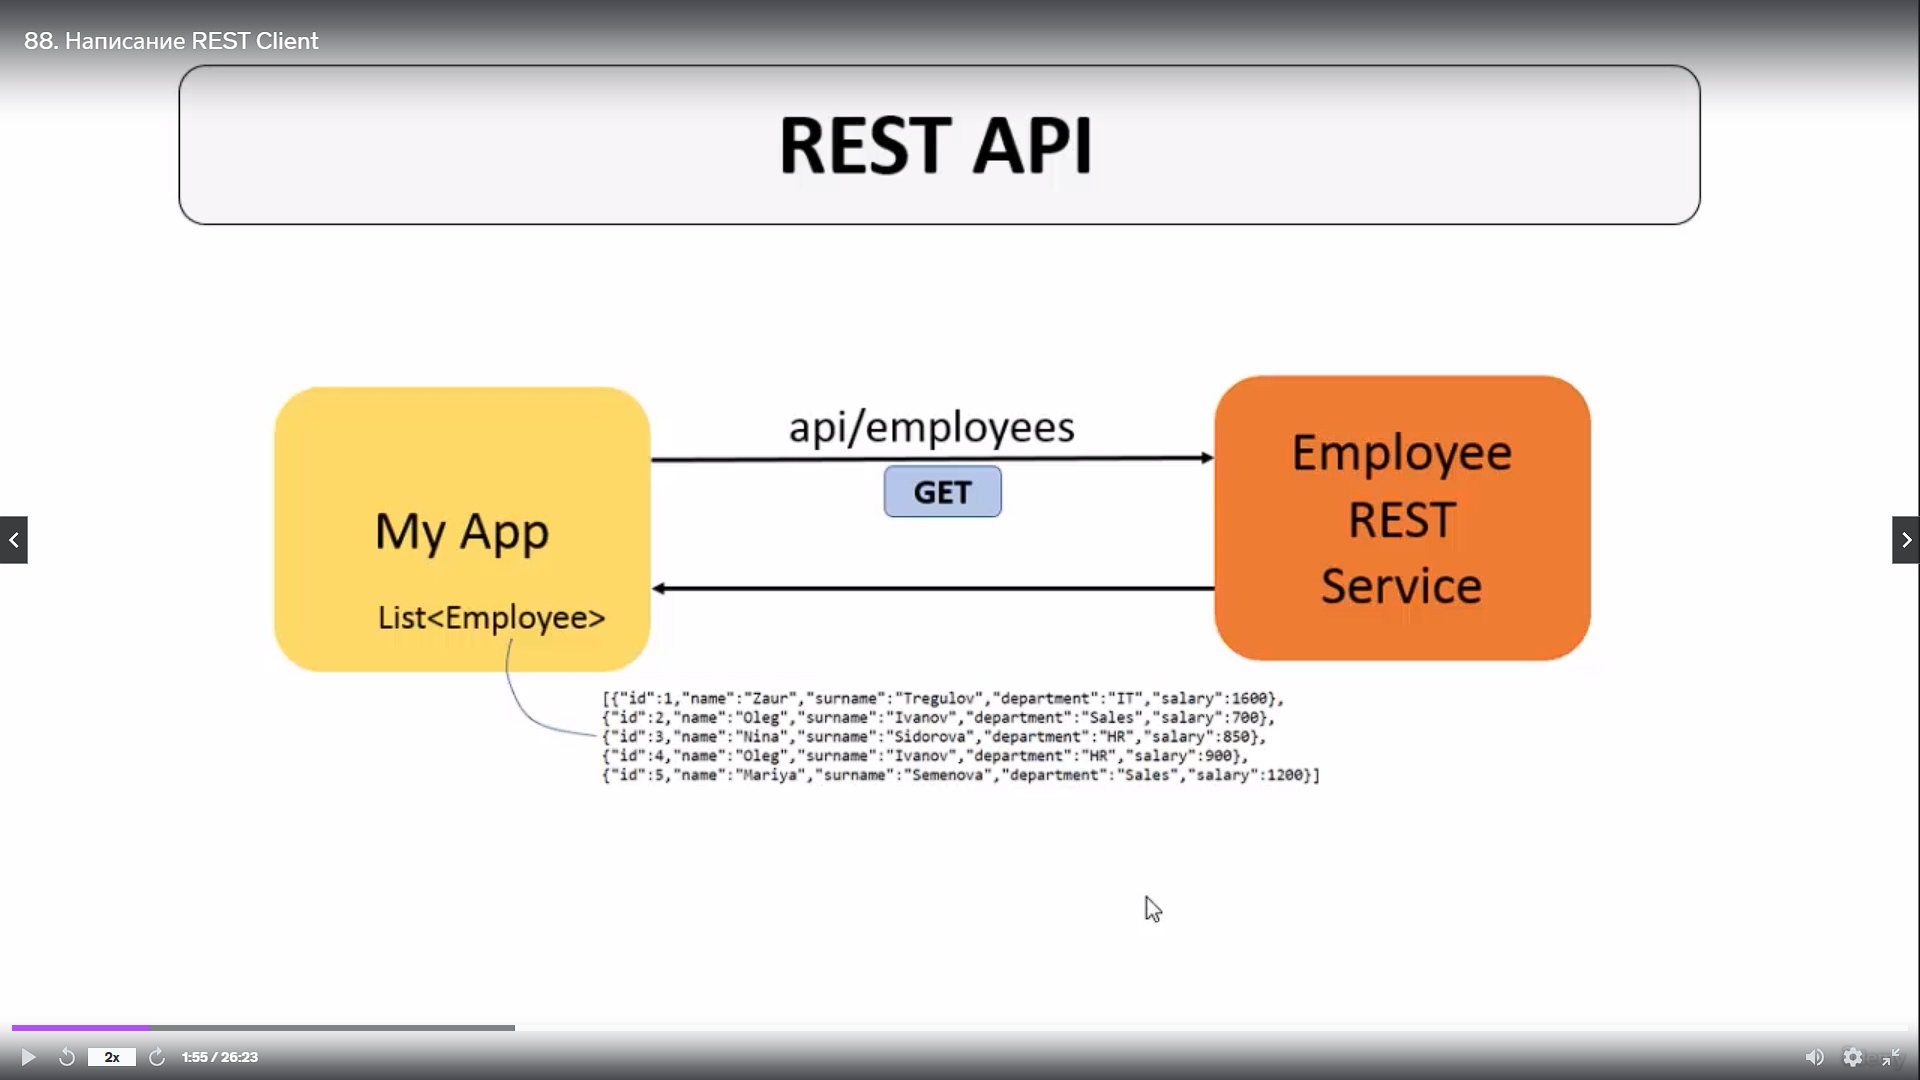 88. Написание REST Client
REST API
api/employees
GET
My App
List<Employee>
Employee
REST
Service
[{"id":1,"name":"Zaur","surname":"Tregulov","department":"IT","salary":1600},
{"id":2,"name":"Oleg","surname":"Ivanov","department":"Sales","salary":700},
{"id":3,"name":"Nina","surname":"Sidorova","department":"HR","salary":850},
{"id":4,"name":"Oleg","surname":"Ivanov","department":"HR","salary":900},
{"id":5,"name":"Mariya","surname":"Semenova","department":"Sales","salary":1200}]
2x
1:55 / 26:23